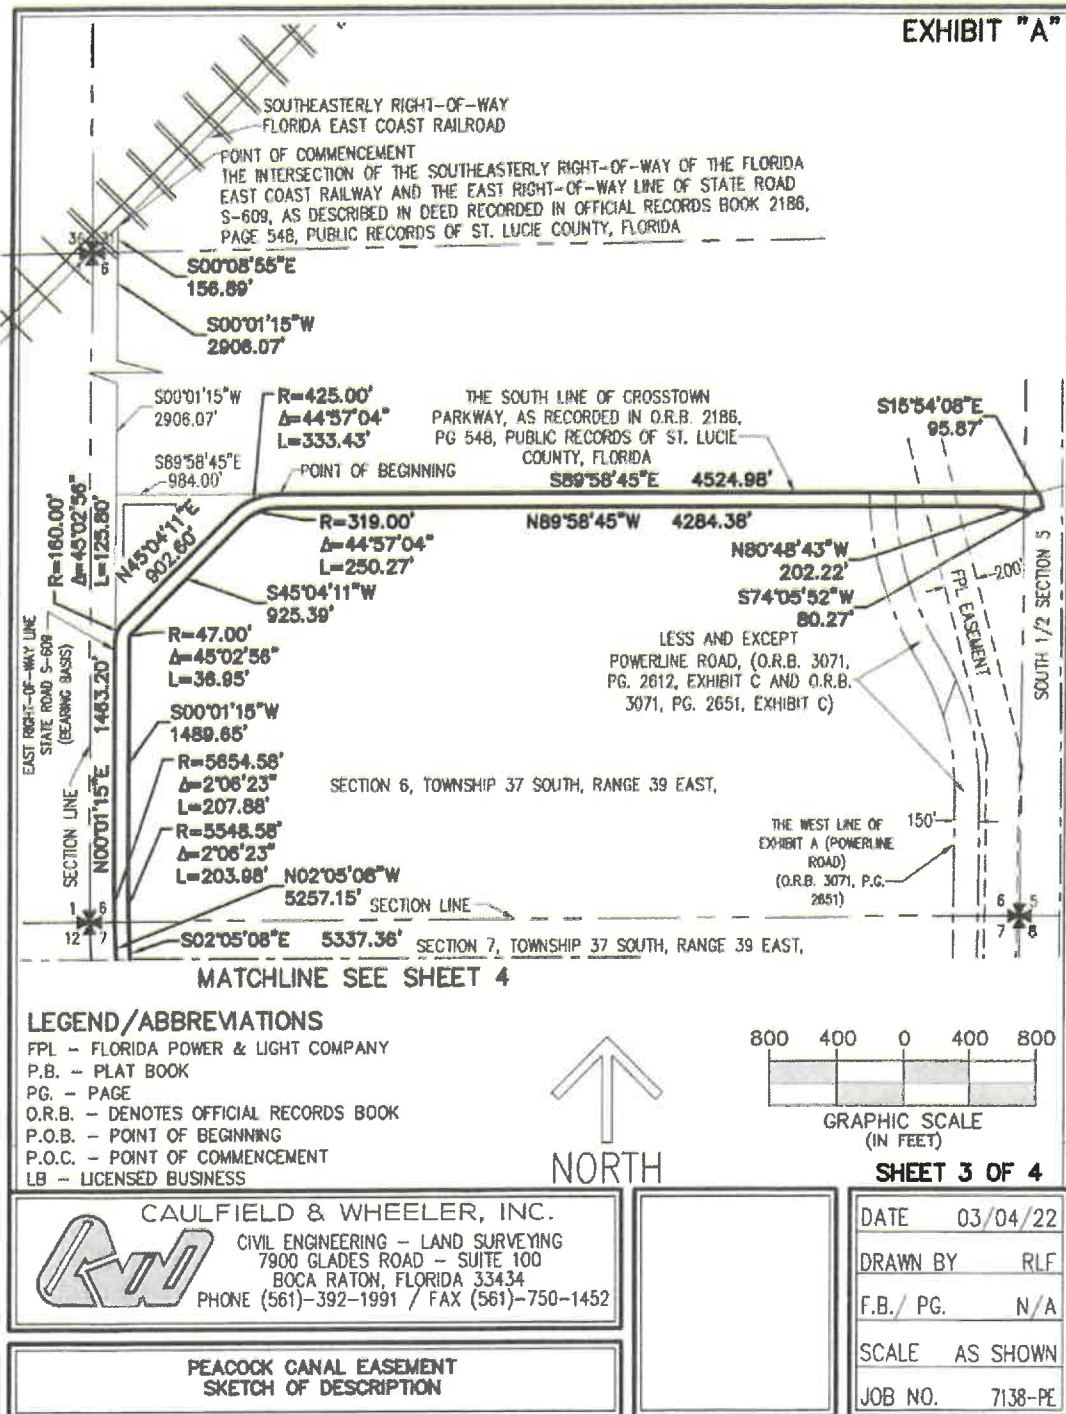 EXHIBIT "A"
SOUTHEASTERLY RIGHT-OF-WAY
FLORIDA EAST COAST RAILROAD
POINT OF COMMENCEMENT
THE INTERSECTION OF THE SOUTHEASTERLY RIGHT-OF-WAY OF THE FLORIDA
EAST COAST RAILWAY AND THE EAST RIGHT-OF-WAY LINE OF STATE ROAD
S-609, AS DESCRIBED IN DEED RECORDED IN OFFICIAL RECORDS BOOK 2186,
PAGE 548, PUBLIC RECORDS OF ST. LUCIE COUNTY, FLORIDA
36 31
6
S00°08'55"E
156.89'
S00°01'15"W
2906.07'
S00°01'15"W
2906.07'
R=425.00'
Δ=44°57'04"
L=333.43'
THE SOUTH LINE OF CROSSTOWN
PARKWAY, AS RECORDED IN O.R.B. 2186,
PG 548, PUBLIC RECORDS OF ST. LUCIE
COUNTY, FLORIDA
S15°54'08"E
95.87'
S89°58'45"E
984.00'
POINT OF BEGINNING
S89°58'45"E 4524.98'
R=160.00'
Δ=45°02'56"
L=125.80'
N45°04'11"E
902.60'
R=319.00'
Δ=44°57'04"
L=250.27'
N89°58'45"W 4284.38'
N80°48'43"W
202.22'
S74°05'52"W
80.27'
FPL EASEMENT
200'
SOUTH 1/2 SECTION 5
S45°04'11"W
925.39'
R=47.00'
Δ=45°02'56"
L=36.95'
LESS AND EXCEPT
POWERLINE ROAD, (O.R.B. 3071,
PG. 2612, EXHIBIT C AND O.R.B.
3071, PG. 2651, EXHIBIT C)
EAST RIGHT-OF-WAY LINE
STATE ROAD S-609
(BEARING BASIS)
SECTION LINE
N00°01'15"E 1463.20'
S00°01'15"W
1489.65'
R=5654.58'
Δ=2°06'23"
L=207.88'
R=5548.58'
Δ=2°06'23"
L=203.98'
SECTION 6, TOWNSHIP 37 SOUTH, RANGE 39 EAST,
THE WEST LINE OF
EXHIBIT A (POWERLINE
ROAD)
(O.R.B. 3071, P.G.
2651)
150'
N02°05'08"W
5257.15'
SECTION LINE
1 6
12 7
6 5
7 8
S02°05'08"E 5337.36'
SECTION 7, TOWNSHIP 37 SOUTH, RANGE 39 EAST,
MATCHLINE SEE SHEET 4
LEGEND/ABBREVIATIONS
FPL - FLORIDA POWER & LIGHT COMPANY
P.B. - PLAT BOOK
PG. - PAGE
O.R.B. - DENOTES OFFICIAL RECORDS BOOK
P.O.B. - POINT OF BEGINNING
P.O.C. - POINT OF COMMENCEMENT
LB - LICENSED BUSINESS
NORTH
800 400 0 400 800
GRAPHIC SCALE
(IN FEET)
SHEET 3 OF 4
CAULFIELD & WHEELER, INC.
CIVIL ENGINEERING - LAND SURVEYING
7900 GLADES ROAD - SUITE 100
BOCA RATON, FLORIDA 33434
PHONE (561)-392-1991 / FAX (561)-750-1452
PEACOCK CANAL EASEMENT
SKETCH OF DESCRIPTION
DATE 03/04/22
DRAWN BY RLF
F.B./ PG. N/A
SCALE AS SHOWN
JOB NO. 7138-PE